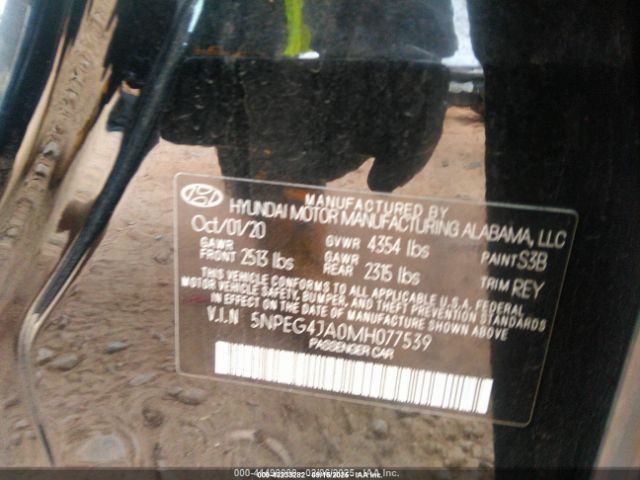 MANUFACTURED BY
HYUNDAI MOTOR MANUFACTURING ALABAMA, LLC
Oct/01/20 GVWR 4354 lbs PAINT S3B
GAWR FRONT 2513 lbs GAWR REAR 2315 lbs TRIM REY
THIS VEHICLE CONFORMS TO ALL APPLICABLE U.S.A. FEDERAL
MOTOR VEHICLE SAFETY, BUMPER, AND THEFT PREVENTION STANDARDS
IN EFFECT ON THE DATE OF MANUFACTURE SHOWN ABOVE.
V.I.N 5NPEG4JA0MH077539
PASSENGER CAR